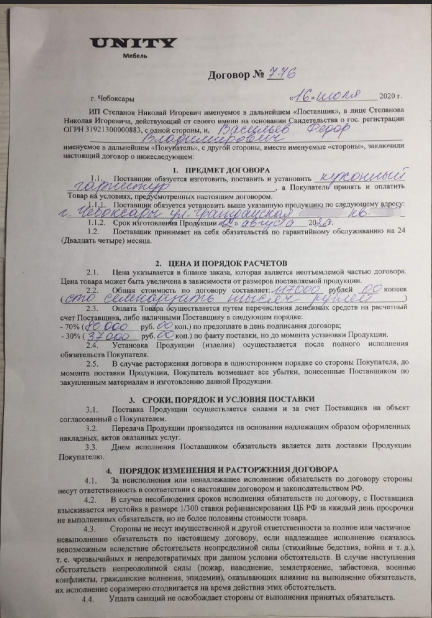 UNITY
Мебель
Договор № 776
г. Чебоксары «16» июля 2020 г.
ИП Степанов Николай Игоревич именуемое в дальнейшем «Поставщик», в лице Степанова
Николая Игоревича, действующий от своего имени на основании Свидетельства о гос. регистрации
ОГРН 31921300000883, с одной стороны, и, Васильев Федор
Владимирович
именуемое в дальнейшем «Покупатель», с другой стороны, вместе именуемые «стороны», заключили
настоящий договор о нижеследующем:
1. ПРЕДМЕТ ДОГОВОРА
1.1. Поставщик обязуется изготовить, поставить и установить кухонный
гарнитур, а Покупатель принять и оплатить
Товар на условиях, предусмотренных настоящим договором.
1.1.1. Поставщик обязуется установить выше указанную продукцию по следующему адресу:
г. Чебоксары ул. кв.
1.1.2. Срок изготовления Продукции августа 2020г.
1.2. Поставщик принимает на себя обязательства по гарантийному обслуживанию на 24
(Двадцать четыре) месяца.
2. ЦЕНА И ПОРЯДОК РАСЧЕТОВ
2.1. Цена указывается в бланке заказа, которая является неотъемлемой частью договора.
Цена товара может быть увеличена в зависимости от размера поставляемой продукции.
2.2. Общая стоимость по договору составляет: 117000 рублей 00 копеек
(сто семнадцать тысяч рублей)
2.3. Оплата Товара осуществляется путем перечисления денежных средств на расчетный
счет Поставщика, либо наличными Поставщику в следующем порядке:
- 70% (80 000 руб. 00 коп.) по предоплате в день подписания договора;
- 30% (37 000 руб. 00 коп.) по факту поставки, но до момента установки Продукции.
2.4. Установка Продукции (изделия) осуществляется после полного исполнения
обязательств Покупателя.
2.5. В случае расторжения договора в одностороннем порядке со стороны Покупателя, до
момента поставки Продукции, Покупатель возмещает все убытки, понесенные Поставщиком по
закупленным материалам и изготовлению данной Продукции.
3. СРОКИ, ПОРЯДОК И УСЛОВИЯ ПОСТАВКИ
3.1. Поставка Продукции осуществляется силами и за счет Поставщика на объект
согласованный с Покупателем.
3.2. Передача Продукции производится на основании надлежащим образом оформленных
накладных, актов оказанных услуг.
3.3. Днем исполнения Поставщиком обязательств является дата доставки Продукции
Покупателю.
4. ПОРЯДОК ИЗМЕНЕНИЯ И РАСТОРЖЕНИЯ ДОГОВОРА
4.1. За неисполнение или ненадлежащее исполнение обязательств по договору стороны
несут ответственность в соответствии с настоящим договором и законодательством РФ.
4.2. В случае несоблюдения сроков исполнения обязательств по договору, с Поставщика
взыскивается неустойка в размере 1/300 ставки рефинансирования ЦБ РФ за каждый день просрочки
не выполненных обязательств, но не более половины стоимости товара.
4.3. Стороны не несут имущественной и другой ответственности за полное или частичное
невыполнение обязательств по настоящему договору, если надлежащее исполнение оказалось
невозможным вследствие обстоятельств непреодолимой силы (стихийные бедствия, война и т. д.),
т. е. чрезвычайных и непредотвратимых при данном условии обстоятельств. В случае наступления
обстоятельств непреодолимой силы (пожар, наводнение, землетрясение, забастовка, военные
конфликты, гражданские волнения, эпидемии), оказывающих влияние на выполнение обязательств,
их исполнение соразмерно отодвигается на время действия этих обстоятельств.
4.4. Уплата санкций не освобождает стороны от выполнения принятых обязательств.